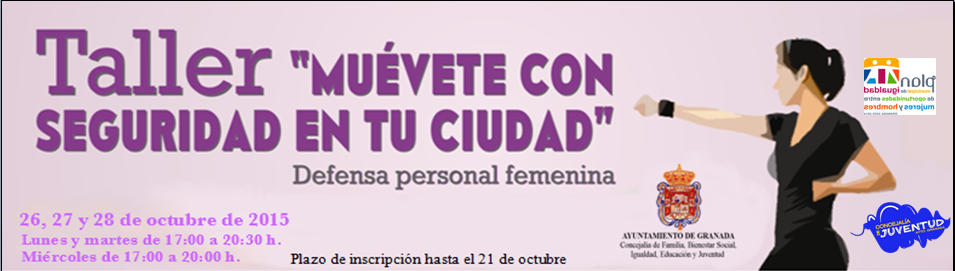 Taller "MUÉVETE CON
SEGURIDAD EN TU CIUDAD"
Defensa personal femenina
26, 27 y 28 de octubre de 2015
Lunes y martes de 17:00 a 20:30 h.
Miércoles de 17:00 a 20:00 h.
Plazo de inscripción hasta el 21 de octubre
AYUNTAMIENTO DE GRANADA
Concejalía de Familia, Bienestar Social,
Igualdad, Educación y Juventud
plan
municipal de igualdad
de oportunidades entre
mujeres y hombres
CONCEJALÍA
DE JUVENTUD